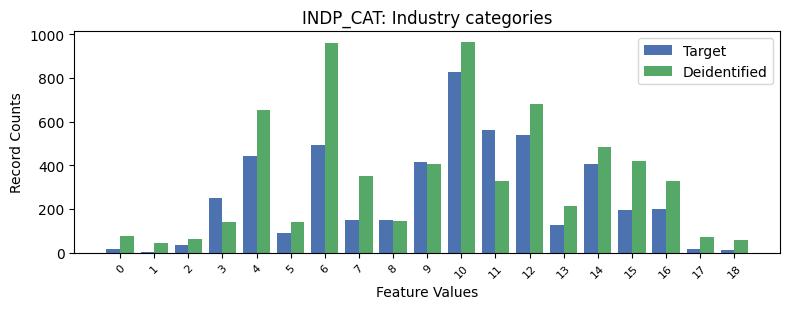 INDP_CAT: Industry categories
Target
Deidentified
Record Counts
1000
800
600
400
200
0
0 1 2 3 4 5 6 7 8 9 10 11 12 13 14 15 16 17 18
Feature Values